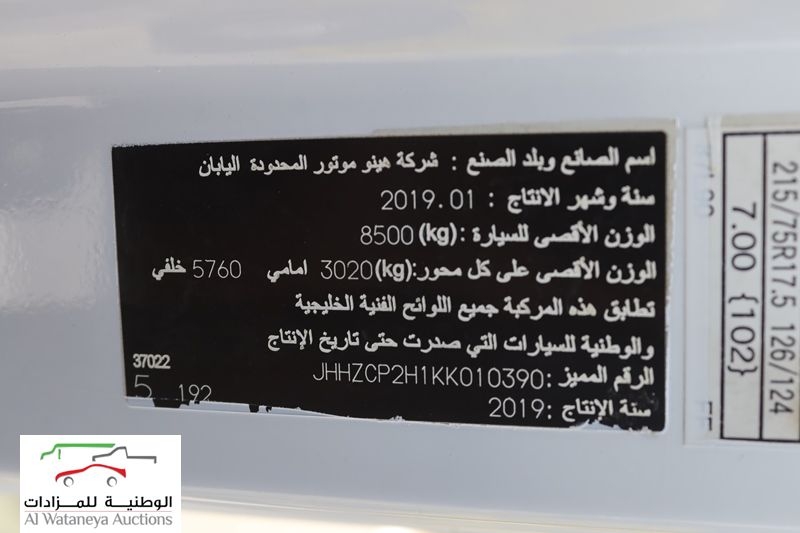 اسم الصانع وبلد الصنع : شركة هينو موتور المحدودة اليابان
سنة وشهر الانتاج : 2019.01
الوزن الأقصى للسيارة :(kg) 8500
الوزن الأقصى على كل محور:(kg)3020 امامي 5760 خلفي
تطابق هذه المركبة جميع اللوائح الفنية الخليجية
والوطنية للسيارات التي صدرت حتى تاريخ الإنتاج
الرقم المميز: JHHZCP2H1KK010390
سنة الإنتاج :2019
37022
5 192
215/75R17.5 126/124
7.00 {102}
الوطنية للمزادات
Al Wataneya Auctions